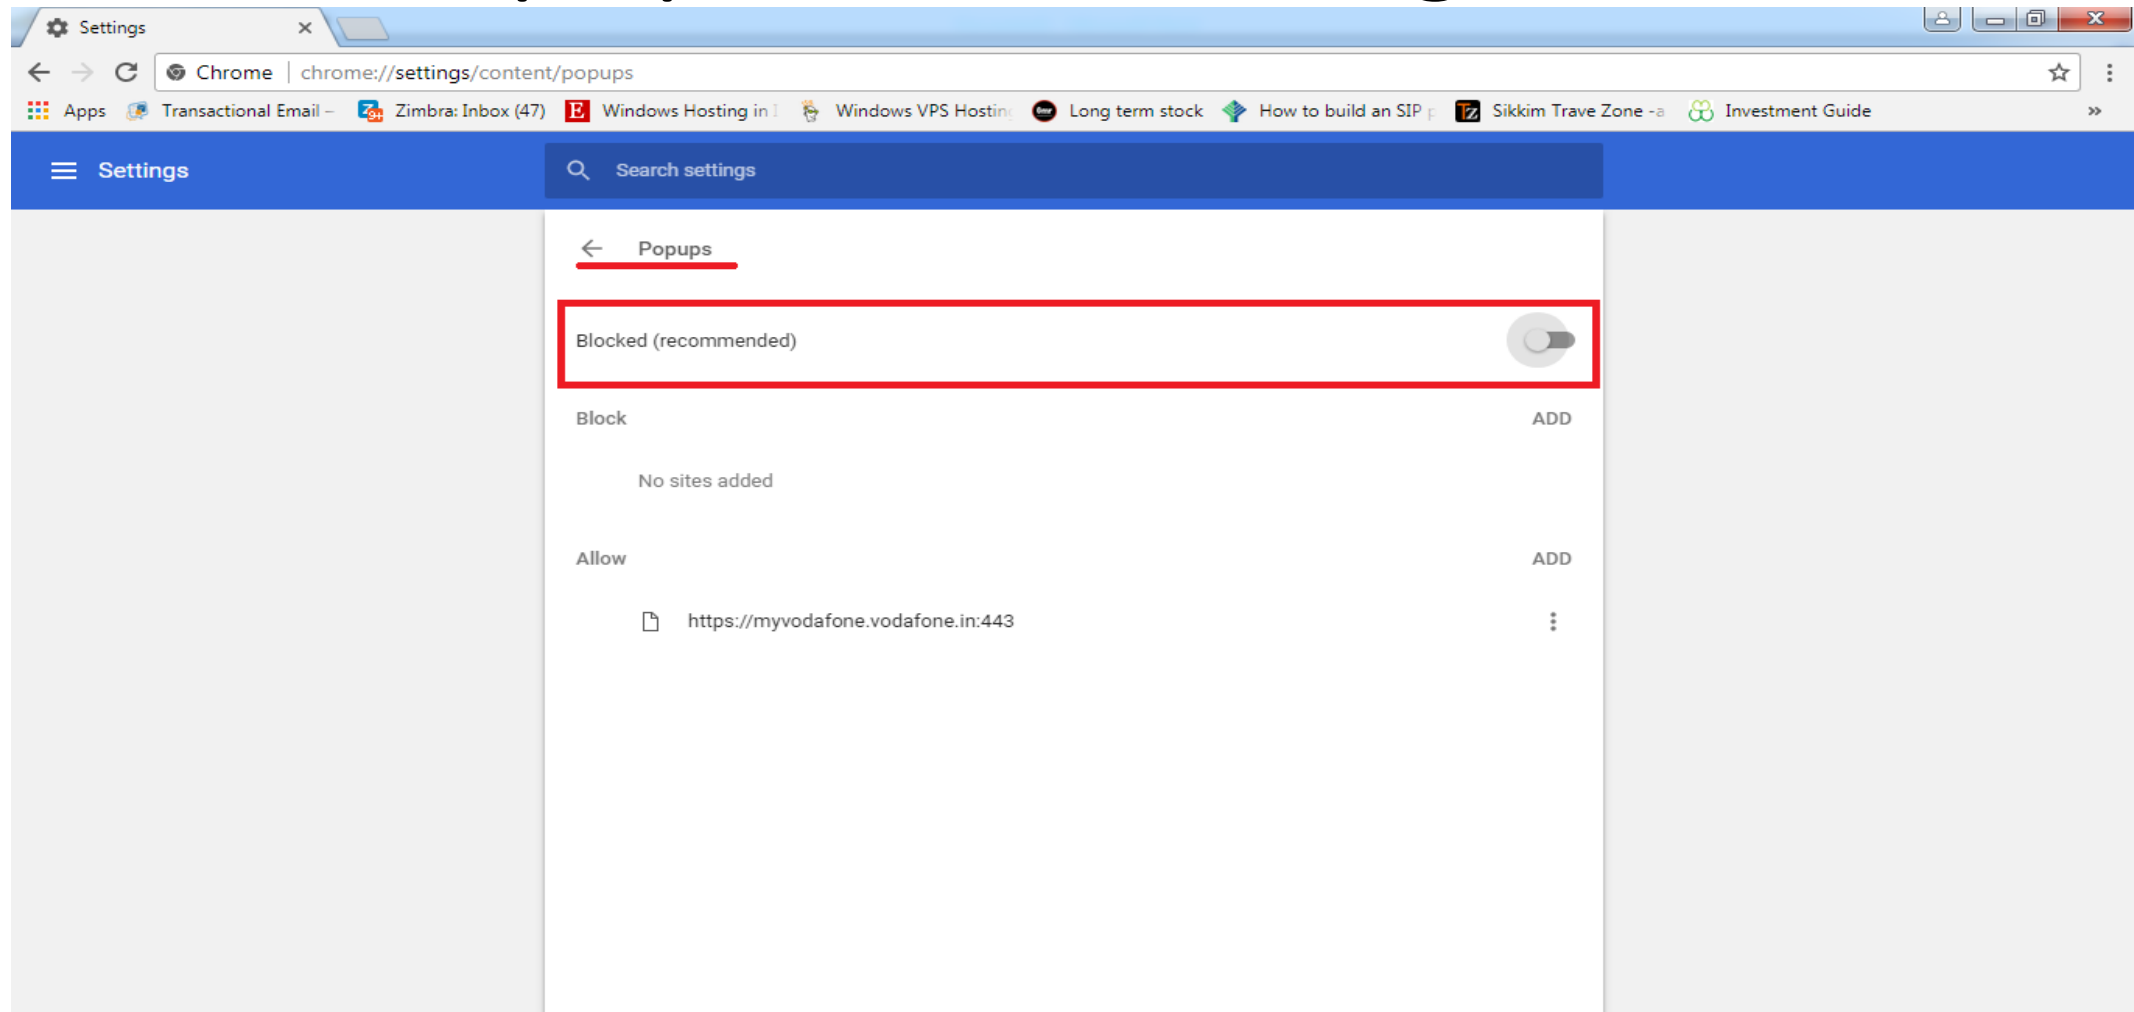 Settings
Chrome | chrome://settings/content/popups
Apps Transactional Email – Zimbra: Inbox (47) Windows Hosting in Windows VPS Hosting Long term stock How to build an SIP p Sikkim Trave Zone -a Investment Guide »
Settings Search settings
Popups
Blocked (recommended)
Block ADD
No sites added
Allow ADD
https://myvodafone.vodafone.in:443